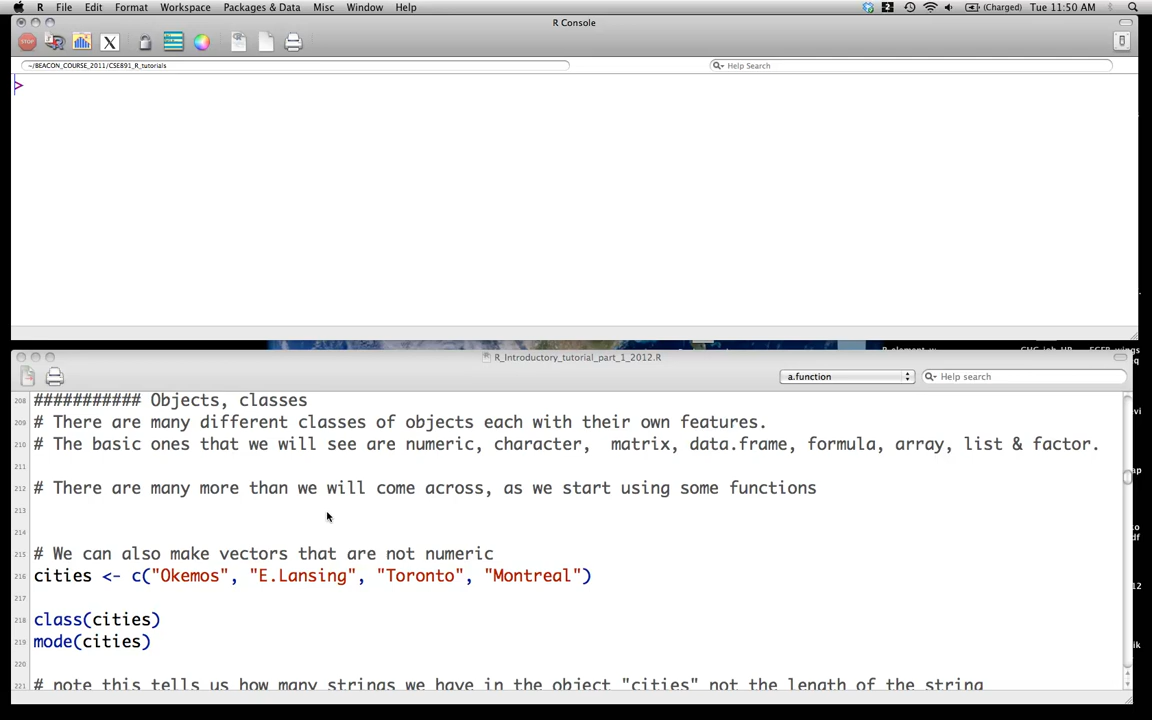 R File Edit Format Workspace Packages & Data Misc Window Help 2 (Charged) Tue 11:50 AM
R Console
STOP R X
~/BEACON_COURSE_2011/CSE891_R_tutorials Help Search
>
R_Introductory_tutorial_part_1_2012.R
a.function Help search
208 ########### Objects, classes
209 # There are many different classes of objects each with their own features.
210 # The basic ones that we will see are numeric, character,  matrix, data.frame, formula, array, list & factor.
211
212 # There are many more than we will come across, as we start using some functions
213
214
215 # We can also make vectors that are not numeric
216 cities <- c("Okemos", "E.Lansing", "Toronto", "Montreal")
217
218 class(cities)
219 mode(cities)
220
221 # note this tells us how many strings we have in the object "cities" not the length of the string